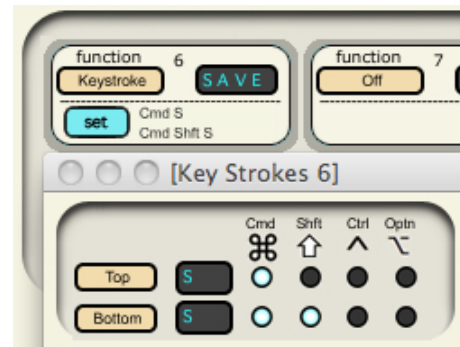 function 6
Keystroke SAVE
set Cmd S
Cmd Shft S
function 7
Off
[Key Strokes 6]
Cmd Shft Ctrl Optn
⌘ ⇧ ^ ⌥
Top S
Bottom S